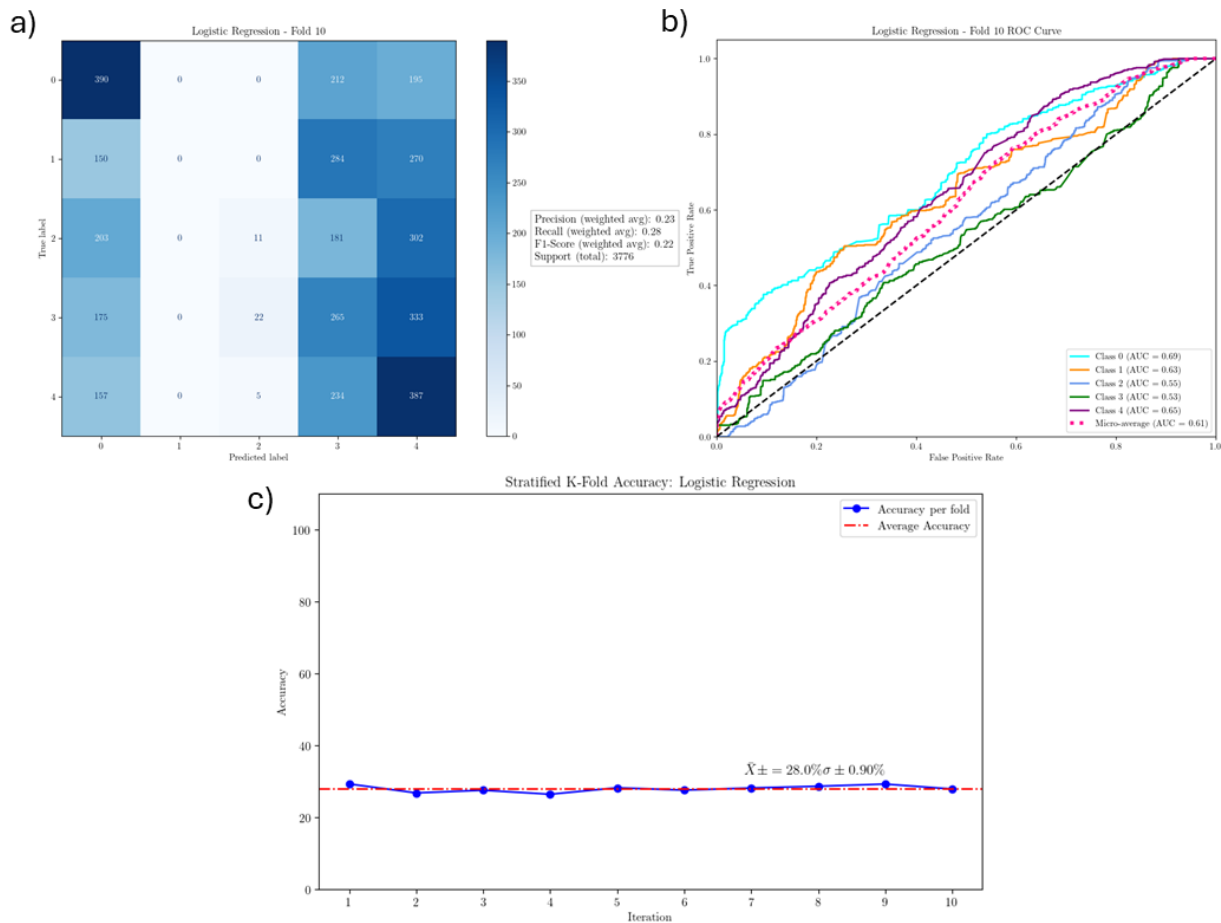 a)
Logistic Regression - Fold 10
True label
0 390 0 0 212 195
1 150 0 0 284 270
2 203 0 11 181 302
3 175 0 22 265 333
4 157 0 5 234 387
0 1 2 3 4
Predicted label
350
300
250
200
150
100
50
0
Precision (weighted avg): 0.23
Recall (weighted avg): 0.28
F1-Score (weighted avg): 0.22
Support (total): 3776
b)
Logistic Regression - Fold 10 ROC Curve
True Positive Rate
1.0
0.8
0.6
0.4
0.2
0.0
0.0 0.2 0.4 0.6 0.8 1.0
False Positive Rate
Class 0 (AUC = 0.69)
Class 1 (AUC = 0.63)
Class 2 (AUC = 0.55)
Class 3 (AUC = 0.53)
Class 4 (AUC = 0.65)
Micro-average (AUC = 0.61)
c)
Stratified K-Fold Accuracy: Logistic Regression
Accuracy per fold
Average Accuracy
Accuracy
100
80
60
40
20
0
X̄± = 28.0%σ ± 0.90%
1 2 3 4 5 6 7 8 9 10
Iteration